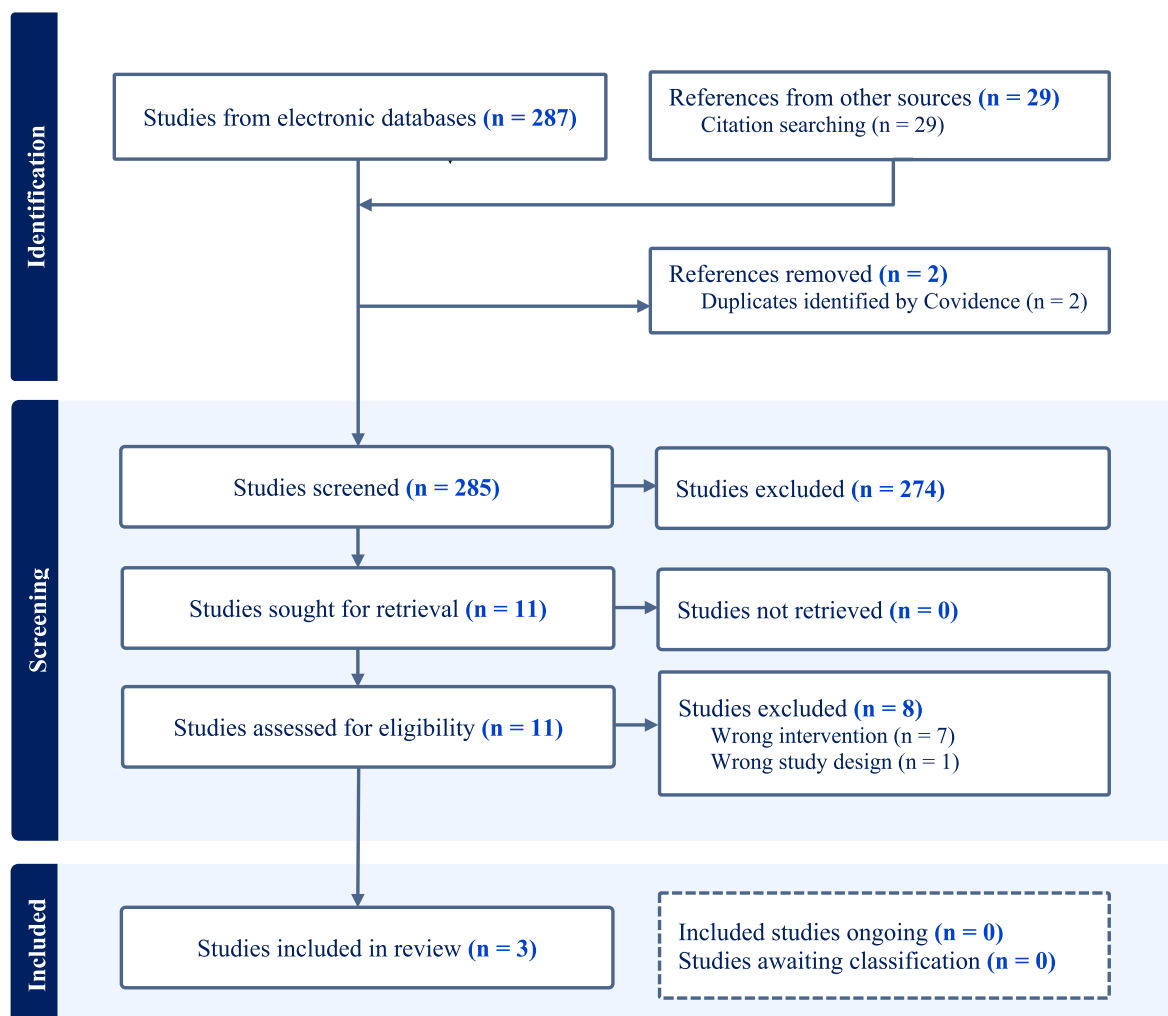 Identification
Studies from electronic databases (n = 287)
References from other sources (n = 29)
Citation searching (n = 29)
References removed (n = 2)
Duplicates identified by Covidence (n = 2)
Screening
Studies screened (n = 285)
Studies excluded (n = 274)
Studies sought for retrieval (n = 11)
Studies not retrieved (n = 0)
Studies assessed for eligibility (n = 11)
Studies excluded (n = 8)
Wrong intervention (n = 7)
Wrong study design (n = 1)
Included
Studies included in review (n = 3)
Included studies ongoing (n = 0)
Studies awaiting classification (n = 0)